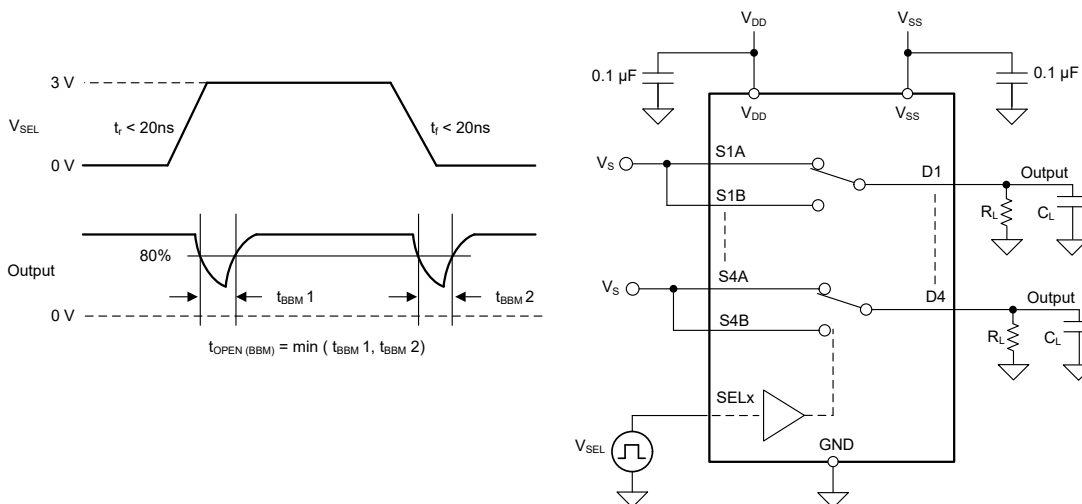 3 V
V_SEL
t_r < 20ns
t_f < 20ns
0 V
80%
Output
t_BBM 1
t_BBM 2
0 V
t_OPEN (BBM) = min ( t_BBM 1, t_BBM 2)
V_DD
V_SS
0.1 µF
0.1 µF
V_DD
V_SS
V_S
S1A
D1
Output
S1B
R_L
C_L
V_S
S4A
D4
Output
S4B
R_L
C_L
SELx
V_SEL
GND